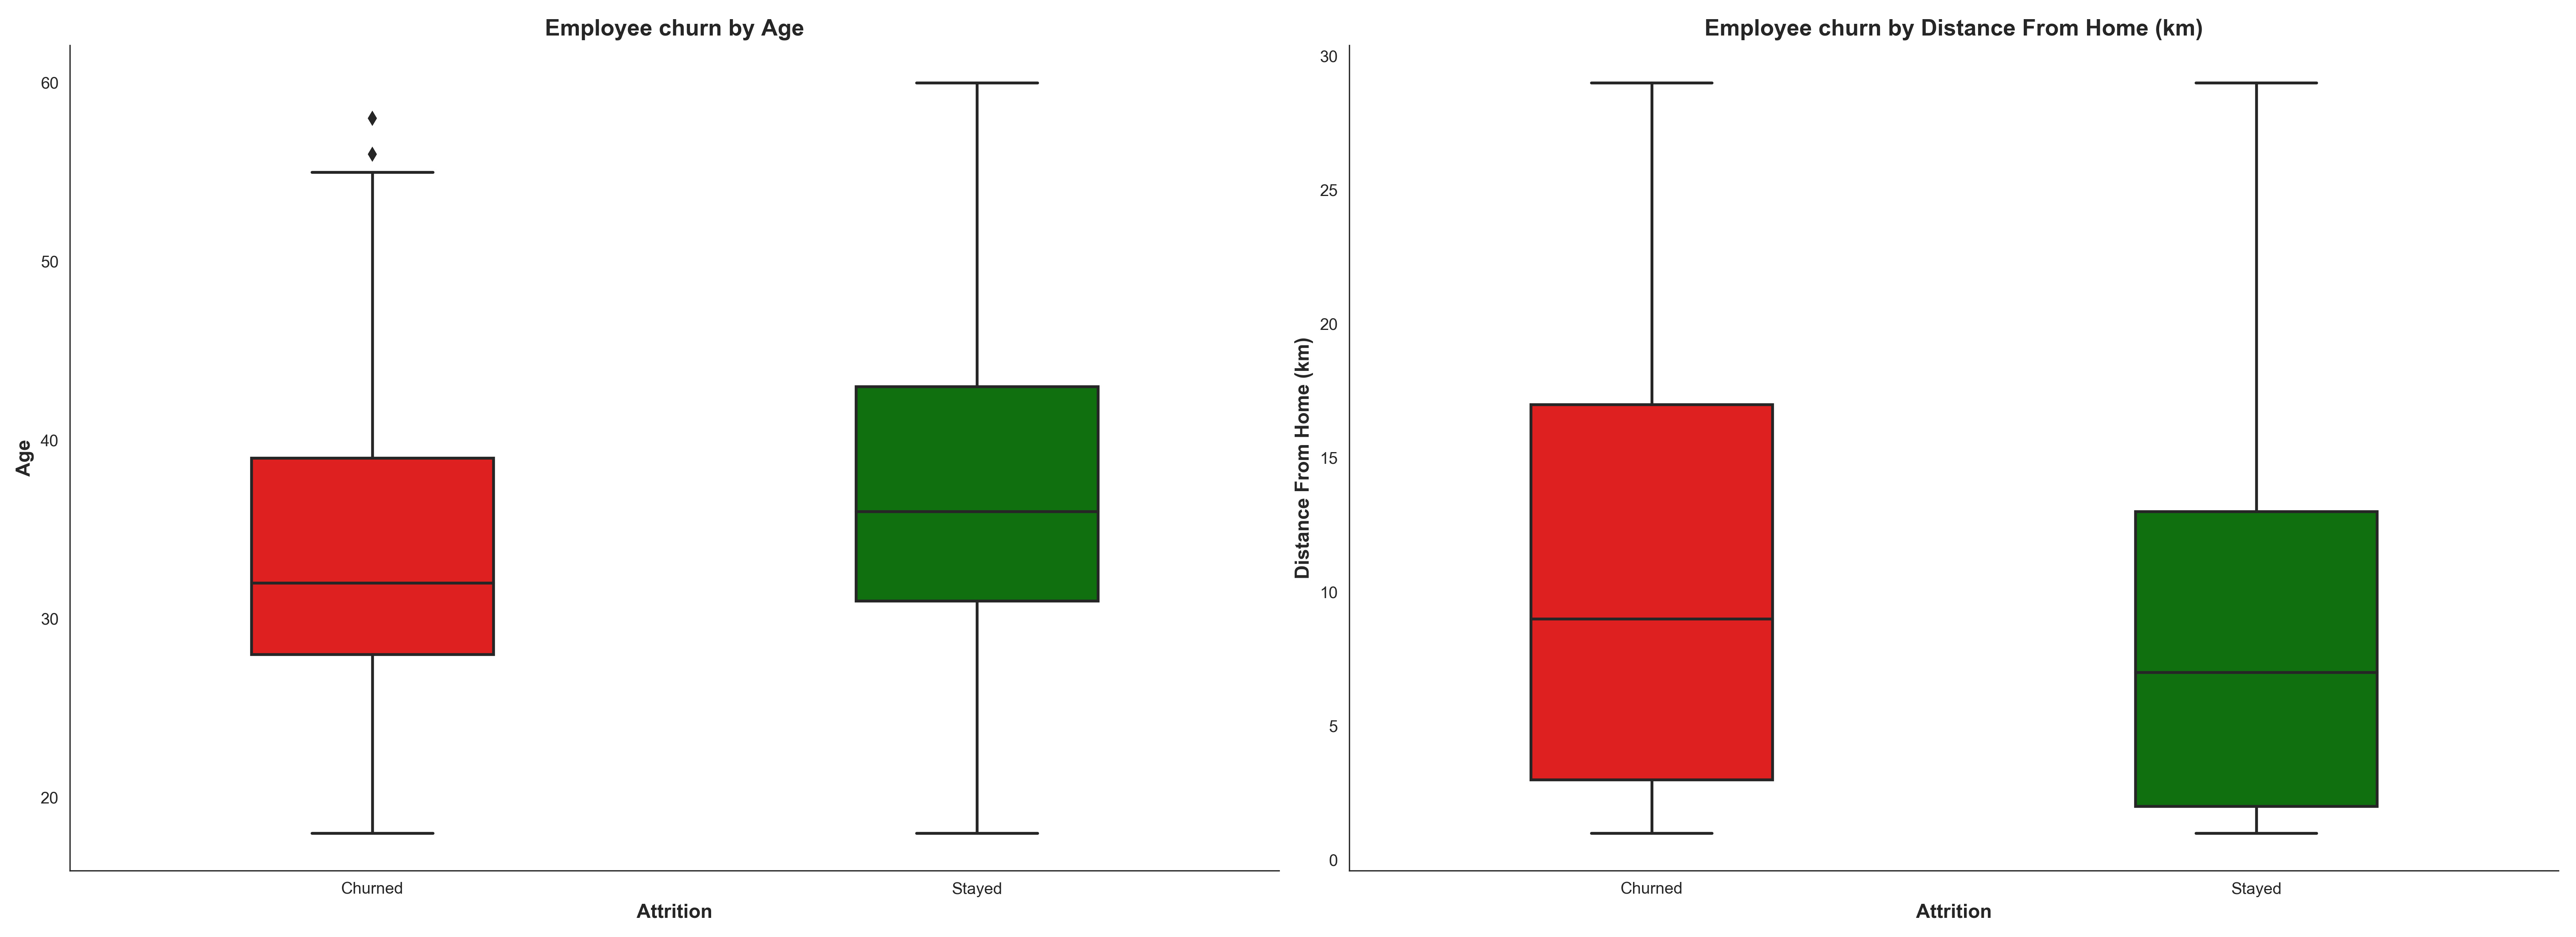 Employee churn by Age
60
50
40
30
20
Age
Churned
Stayed
Attrition
Employee churn by Distance From Home (km)
30
25
20
15
10
5
0
Distance From Home (km)
Churned
Stayed
Attrition